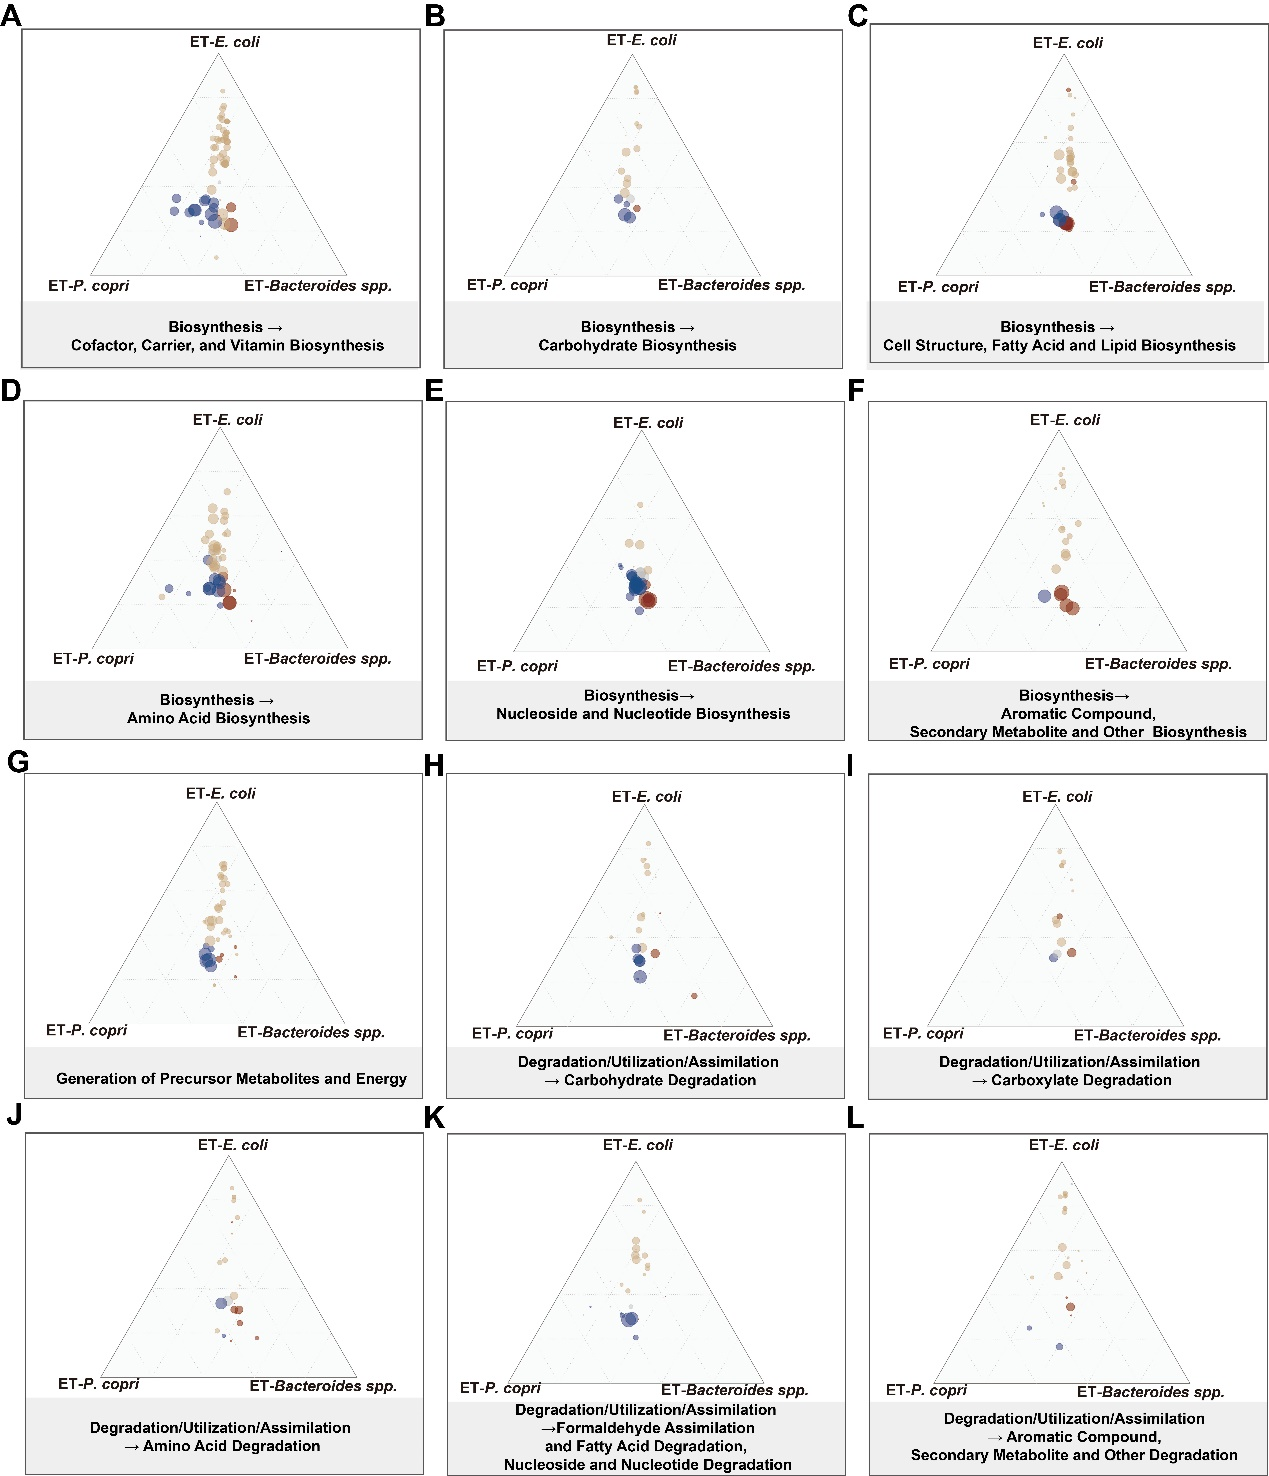 A
ET-E. coli
ET-P. copri
ET-Bacteroides spp.
Biosynthesis →
Cofactor, Carrier, and Vitamin Biosynthesis
B
ET-E. coli
ET-P. copri
ET-Bacteroides spp.
Biosynthesis →
Carbohydrate Biosynthesis
C
ET-E. coli
ET-P. copri
ET-Bacteroides spp.
Biosynthesis →
Cell Structure, Fatty Acid and Lipid Biosynthesis
D
ET-E. coli
ET-P. copri
ET-Bacteroides spp.
Biosynthesis →
Amino Acid Biosynthesis
E
ET-E. coli
ET-P. copri
ET-Bacteroides spp.
Biosynthesis→
Nucleoside and Nucleotide Biosynthesis
F
ET-E. coli
ET-P. copri
ET-Bacteroides spp.
Biosynthesis→
Aromatic Compound,
Secondary Metabolite and Other Biosynthesis
G
ET-E. coli
ET-P. copri
ET-Bacteroides spp.
Generation of Precursor Metabolites and Energy
H
ET-E. coli
ET-P. copri
ET-Bacteroides spp.
Degradation/Utilization/Assimilation
→ Carbohydrate Degradation
I
ET-E. coli
ET-P. copri
ET-Bacteroides spp.
Degradation/Utilization/Assimilation
→ Carboxylate Degradation
J
ET-E. coli
ET-P. copri
ET-Bacteroides spp.
Degradation/Utilization/Assimilation
→ Amino Acid Degradation
K
ET-E. coli
ET-P. copri
ET-Bacteroides spp.
Degradation/Utilization/Assimilation
→Formaldehyde Assimilation
and Fatty Acid Degradation,
Nucleoside and Nucleotide Degradation
L
ET-E. coli
ET-P. copri
ET-Bacteroides spp.
Degradation/Utilization/Assimilation
→ Aromatic Compound,
Secondary Metabolite and Other Degradation